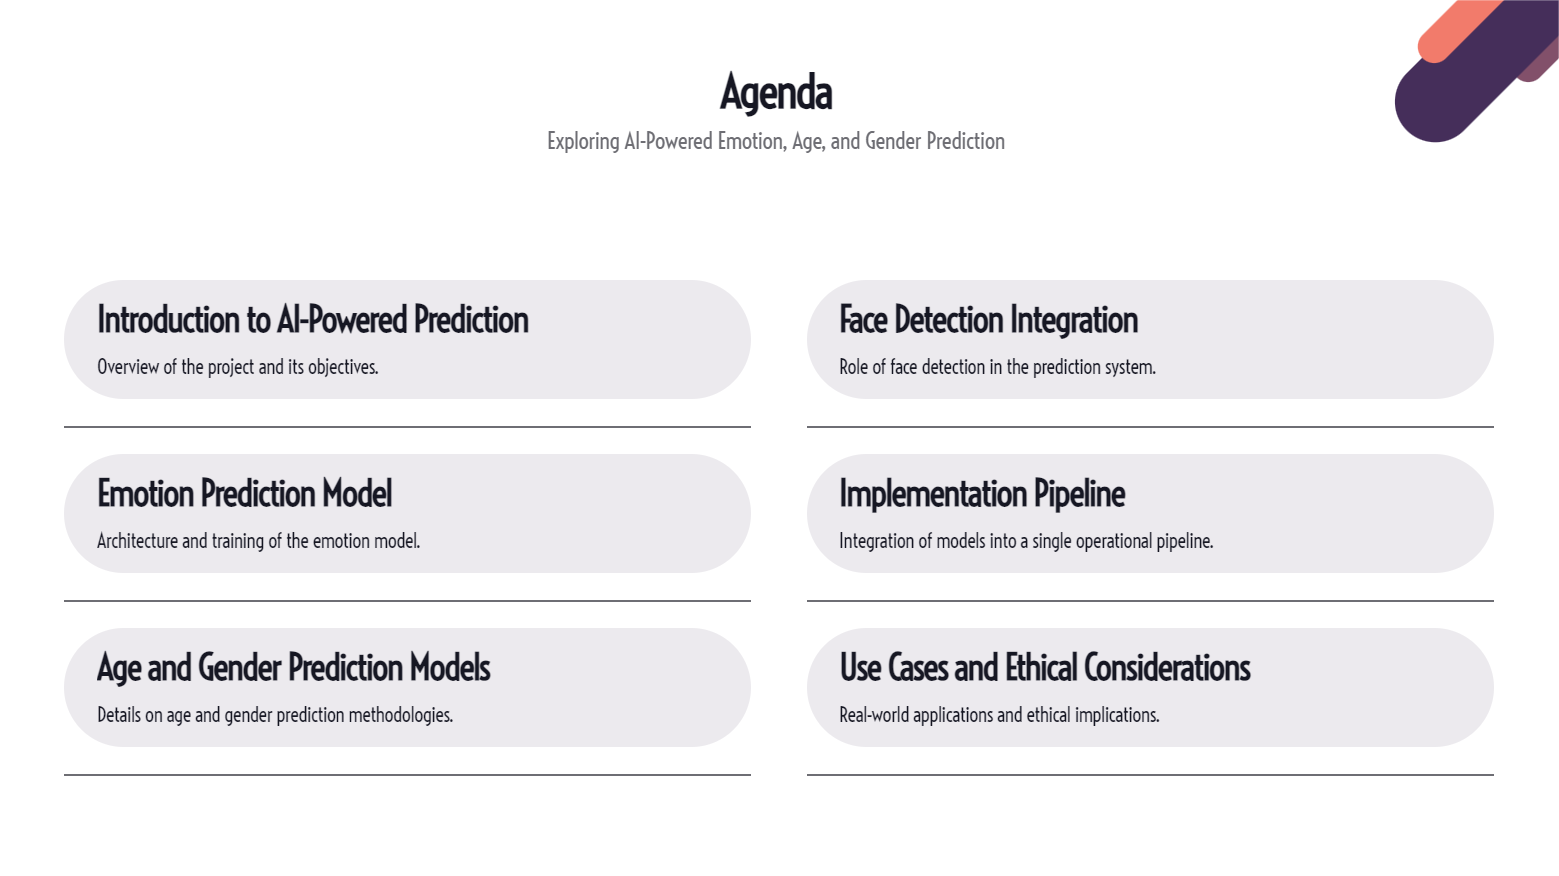 Agenda
Exploring AI-Powered Emotion, Age, and Gender Prediction
Introduction to AI-Powered Prediction
Overview of the project and its objectives.
Emotion Prediction Model
Architecture and training of the emotion model.
Age and Gender Prediction Models
Details on age and gender prediction methodologies.
Face Detection Integration
Role of face detection in the prediction system.
Implementation Pipeline
Integration of models into a single operational pipeline.
Use Cases and Ethical Considerations
Real-world applications and ethical implications.